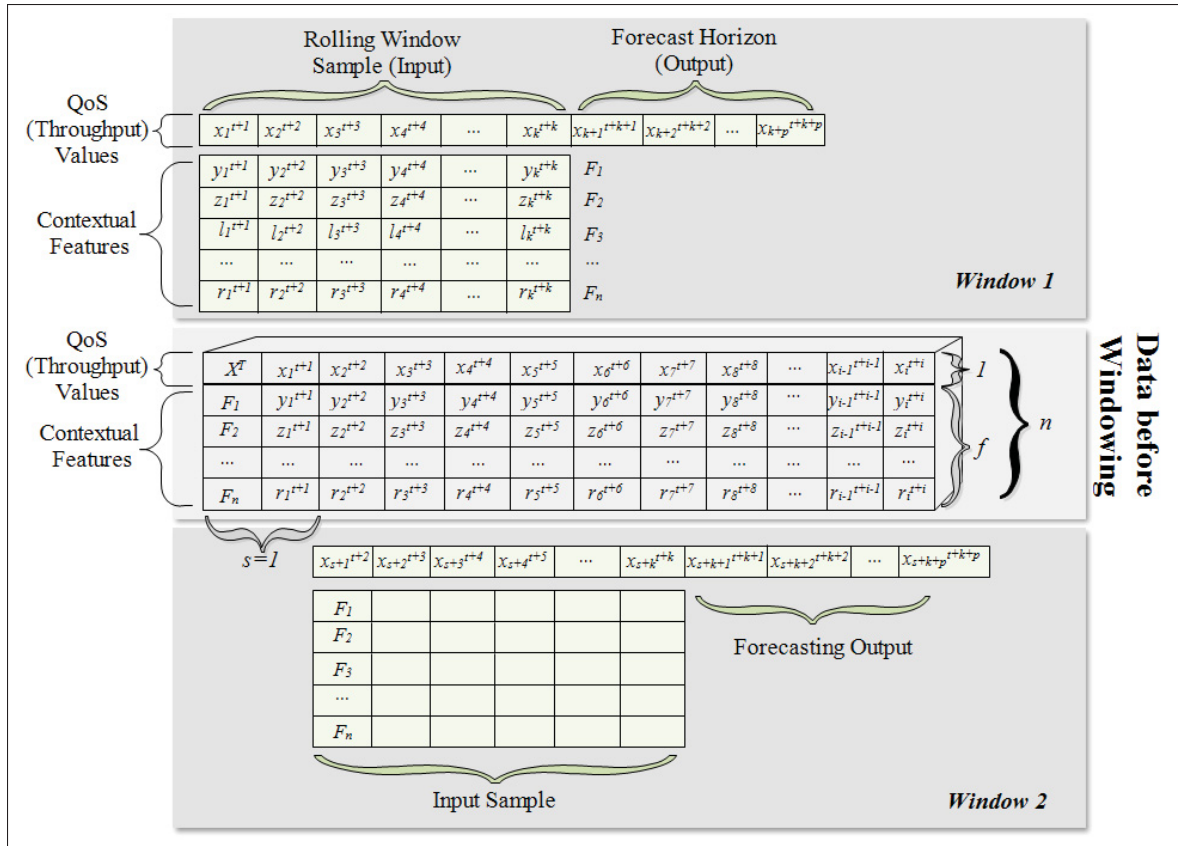 Rolling Window
Sample (Input)
Forecast Horizon
(Output)
QoS
(Throughput)
Values
x₁ᵗ⁺¹ x₂ᵗ⁺² x₃ᵗ⁺³ x₄ᵗ⁺⁴ ... xₖᵗ⁺ᵏ xₖ₊₁ᵗ⁺ᵏ⁺¹ xₖ₊₂ᵗ⁺ᵏ⁺² ... xₖ₊ₚᵗ⁺ᵏ⁺ᵖ
Contextual
Features
y₁ᵗ⁺¹ y₂ᵗ⁺² y₃ᵗ⁺³ y₄ᵗ⁺⁴ ... yₖᵗ⁺ᵏ F₁
z₁ᵗ⁺¹ z₂ᵗ⁺² z₃ᵗ⁺³ z₄ᵗ⁺⁴ ... zₖᵗ⁺ᵏ F₂
l₁ᵗ⁺¹ l₂ᵗ⁺² l₃ᵗ⁺³ l₄ᵗ⁺⁴ ... lₖᵗ⁺ᵏ F₃
... ... ... ... ... ... ...
r₁ᵗ⁺¹ r₂ᵗ⁺² r₃ᵗ⁺³ r₄ᵗ⁺⁴ ... rₖᵗ⁺ᵏ Fₙ
Window 1
QoS
(Throughput)
Values
Xᵀ x₁ᵗ⁺¹ x₂ᵗ⁺² x₃ᵗ⁺³ x₄ᵗ⁺⁴ x₅ᵗ⁺⁵ x₆ᵗ⁺⁶ x₇ᵗ⁺⁷ x₈ᵗ⁺⁸ ... xᵢ₋₁ᵗ⁺ⁱ⁻¹ xᵢᵗ⁺ⁱ 1
Contextual
Features
F₁ y₁ᵗ⁺¹ y₂ᵗ⁺² y₃ᵗ⁺³ y₄ᵗ⁺⁴ y₅ᵗ⁺⁵ y₆ᵗ⁺⁶ y₇ᵗ⁺⁷ y₈ᵗ⁺⁸ ... yᵢ₋₁ᵗ⁺ⁱ⁻¹ yᵢᵗ⁺ⁱ
F₂ z₁ᵗ⁺¹ z₂ᵗ⁺² z₃ᵗ⁺³ z₄ᵗ⁺⁴ z₅ᵗ⁺⁵ z₆ᵗ⁺⁶ z₇ᵗ⁺⁷ z₈ᵗ⁺⁸ ... zᵢ₋₁ᵗ⁺ⁱ⁻¹ zᵢᵗ⁺ⁱ
... ... ... ... ... ... ... ... ... ... ... ...
Fₙ r₁ᵗ⁺¹ r₂ᵗ⁺² r₃ᵗ⁺³ r₄ᵗ⁺⁴ r₅ᵗ⁺⁵ r₆ᵗ⁺⁶ r₇ᵗ⁺⁷ r₈ᵗ⁺⁸ ... rᵢ₋₁ᵗ⁺ⁱ⁻¹ rᵢᵗ⁺ⁱ
f
n
Data before
Windowing
s=1
xₛ₊₁ᵗ⁺² xₛ₊₂ᵗ⁺³ xₛ₊₃ᵗ⁺⁴ xₛ₊₄ᵗ⁺⁵ ... xₛ₊ₖᵗ⁺ᵏ xₛ₊ₖ₊₁ᵗ⁺ᵏ⁺¹ xₛ₊ₖ₊₂ᵗ⁺ᵏ⁺² ... xₛ₊ₖ₊ₚᵗ⁺ᵏ⁺ᵖ
F₁
F₂
F₃
...
Fₙ
Forecasting Output
Input Sample
Window 2